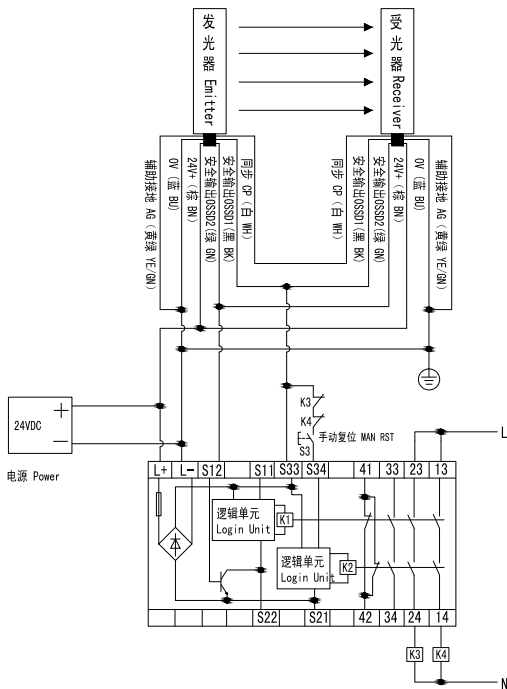 发光器 Emitter
受光器 Receiver
辅助接地 AG（黄绿 YE/GN）
0V（蓝 BU）
24V+（棕 BN）
安全输出OSSD2(绿 GN)
安全输出OSSD1(黑 BK)
同步 CP（白 WH）
同步 CP（白 WH）
安全输出OSSD1(黑 BK)
安全输出OSSD2(绿 GN)
24V+（棕 BN）
0V（蓝 BU）
辅助接地 AG（黄绿 YE/GN）
24VDC
+
−
电源 Power
K3
K4
手动复位 MAN RST
S3
L
L+ L- S12 S11 S33 S34 41 33 23 13
逻辑单元
Login Unit
K1
逻辑单元
Login Unit
K2
S22 S21 42 34 24 14
K3 K4
N